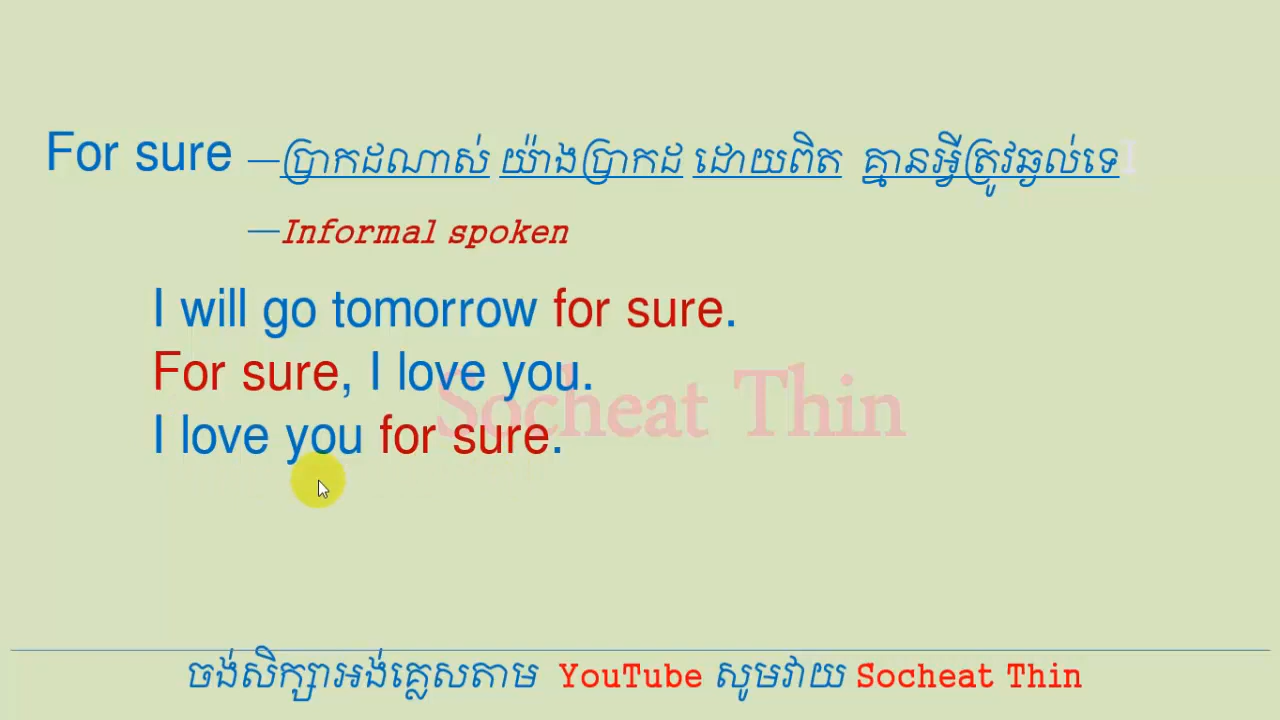 For sure —ប្រាកដណាស់ យ៉ាងប្រាកដ ដោយពិត គ្មានអ្វីត្រូវឆ្ងល់ទេ
—Informal spoken
I will go tomorrow for sure.
For sure, I love you.
Socheat Thin
I love you for sure.
ចង់សិក្សាអង់គ្លេសតាម YouTube សូមវាយ Socheat Thin